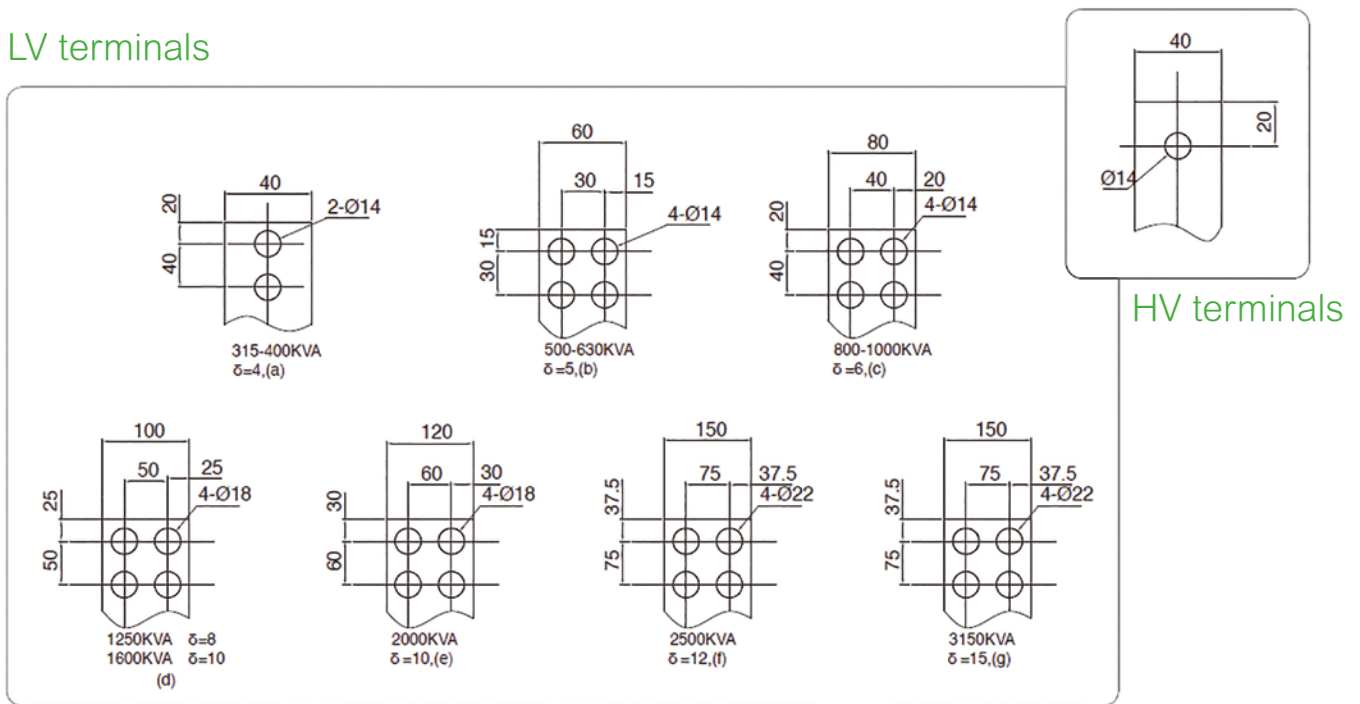 LV terminals
40
20
Ø14
HV terminals
40
20
2-Ø14
40
315-400KVA
δ=4,(a)
60
30 15
4-Ø14
15
30
500-630KVA
δ=5,(b)
80
40 20
4-Ø14
20
40
800-1000KVA
δ=6,(c)
100
50 25
4-Ø18
25
50
1250KVA δ=8
1600KVA δ=10
(d)
120
60 30
4-Ø18
30
60
2000KVA
δ=10,(e)
150
75 37.5
4-Ø22
37.5
75
2500KVA
δ=12,(f)
150
75 37.5
4-Ø22
37.5
75
3150KVA
δ=15,(g)